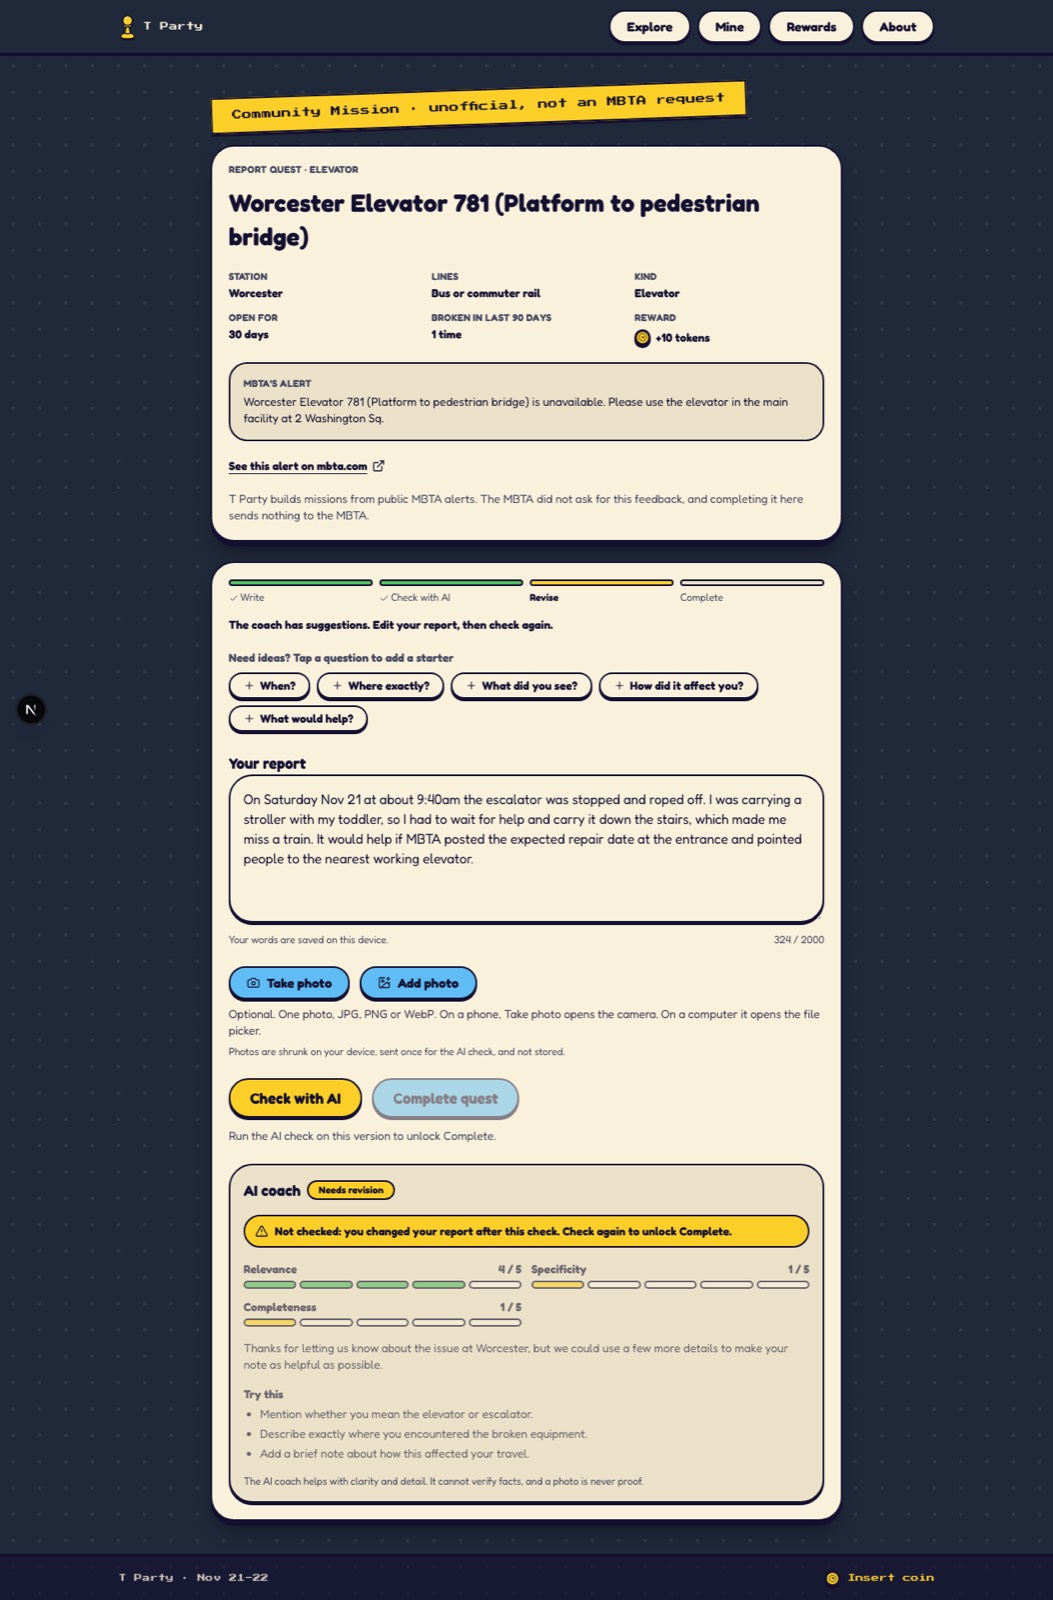 T Party
Explore
Mine
Rewards
About
Community Mission · unofficial, not an MBTA request
REPORT QUEST · ELEVATOR
Worcester Elevator 781 (Platform to pedestrian
bridge)
STATION
LINES
KIND
Worcester
Bus or commuter rail
Elevator
OPEN FOR
BROKEN IN LAST 90 DAYS
REWARD
30 days
1 time
+10 tokens
MBTA'S ALERT
Worcester Elevator 781 (Platform to pedestrian bridge) is unavailable. Please use the elevator in the main
facility at 2 Washington Sq.
See this alert on mbta.com
T Party builds missions from public MBTA alerts. The MBTA did not ask for this feedback, and completing it here
sends nothing to the MBTA.
✓ Write
✓ Check with AI
Revise
Complete
The coach has suggestions. Edit your report, then check again.
Need ideas? Tap a question to add a starter
+ When?
+ Where exactly?
+ What did you see?
+ How did it affect you?
+ What would help?
N
Your report
On Saturday Nov 21 at about 9:40am the escalator was stopped and roped off. I was carrying a
stroller with my toddler, so I had to wait for help and carry it down the stairs, which made me
miss a train. It would help if MBTA posted the expected repair date at the entrance and pointed
people to the nearest working elevator.
Your words are saved on this device.
324 / 2000
Take photo
Add photo
Optional. One photo, JPG, PNG or WebP. On a phone, Take photo opens the camera. On a computer it opens the file
picker.
Photos are shrunk on your device, sent once for the AI check, and not stored.
Check with AI
Complete quest
Run the AI check on this version to unlock Complete.
AI coach
Needs revision
Not checked: you changed your report after this check. Check again to unlock Complete.
Relevance
4 / 5
Specificity
1 / 5
Completeness
1 / 5
Thanks for letting us know about the issue at Worcester, but we could use a few more details to make your
note as helpful as possible.
Try this
• Mention whether you mean the elevator or escalator.
• Describe exactly where you encountered the broken equipment.
• Add a brief note about how this affected your travel.
The AI coach helps with clarity and detail. It cannot verify facts, and a photo is never proof.
T Party · Nov 21-22
Insert coin